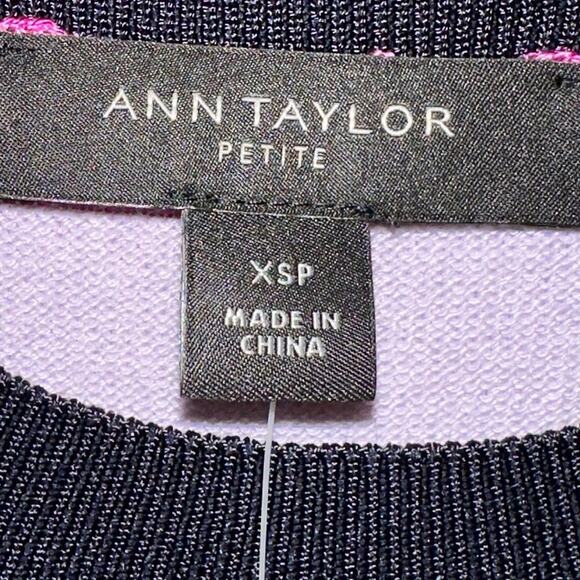 ANN TAYLOR
PETITE
XSP
MADE IN
CHINA